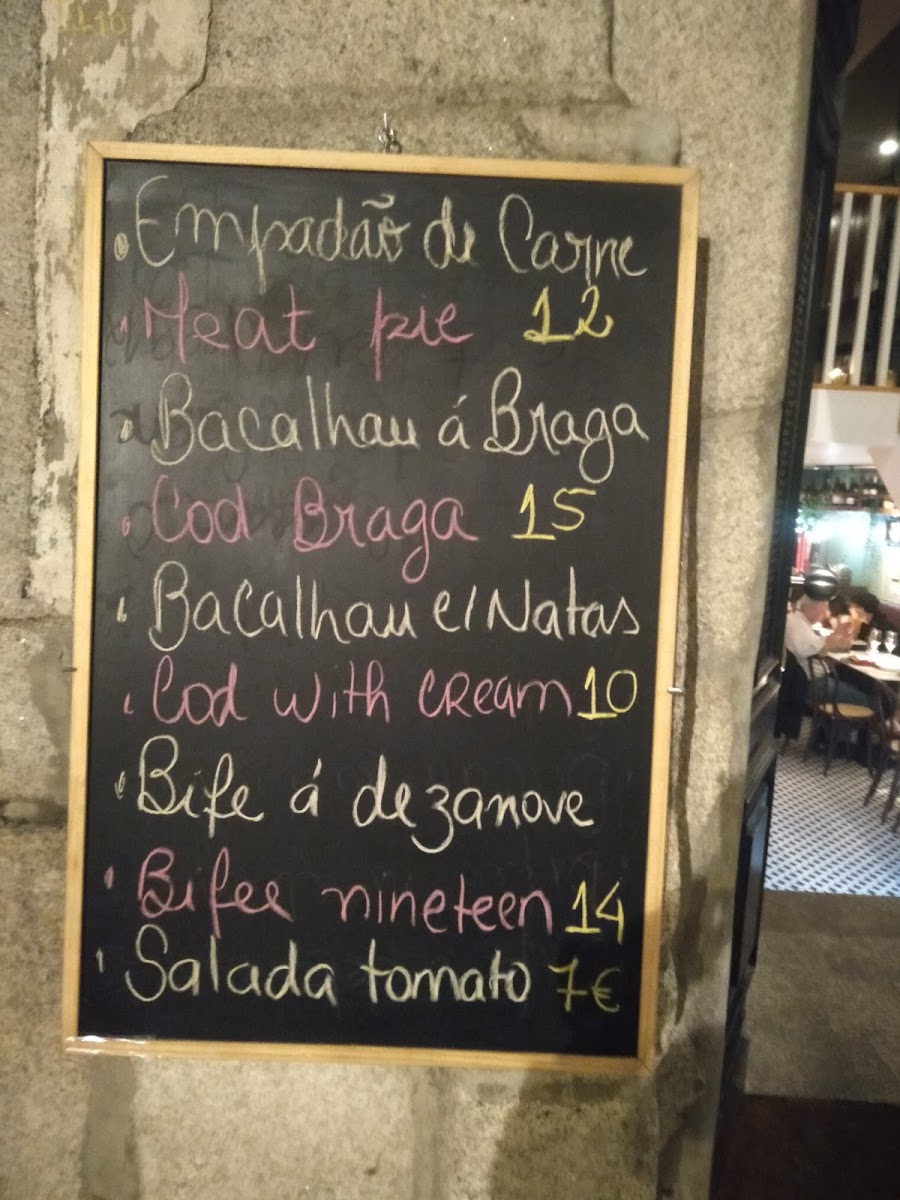 Empadão de Carne
Meat pie 12
Bacalhau á Braga
Cod Braga 15
Bacalhau c/Natas
Cod with cream 10
Bife á dezanove
Bifee nineteen 14
Salada tomato 7€